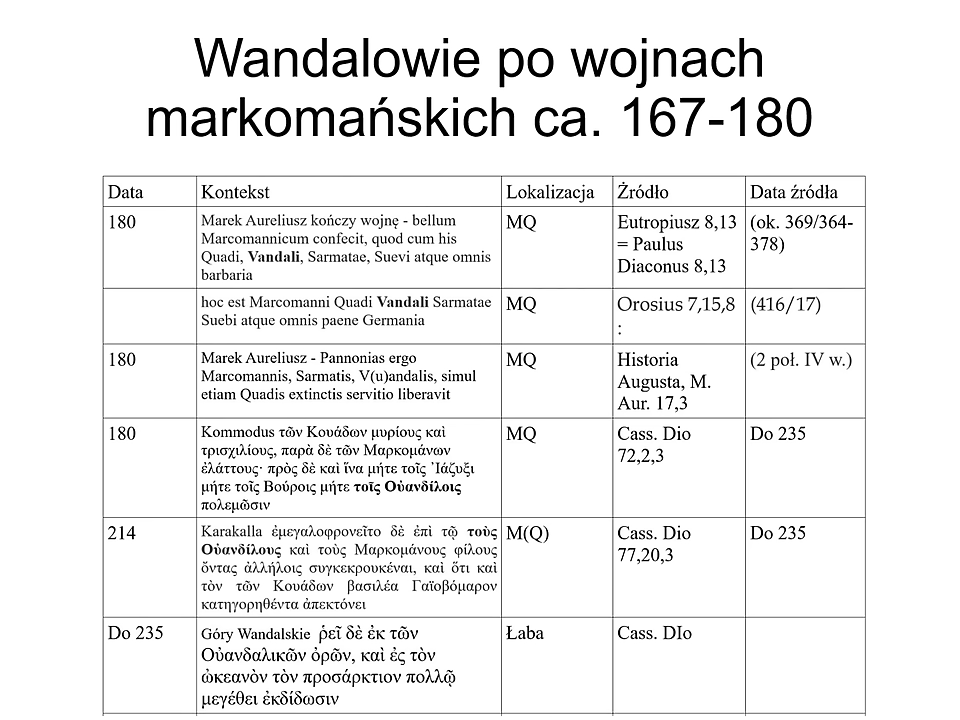 Wandalowie po wojnach
markomańskich ca. 167-180
Data Kontekst Lokalizacja Źródło Data źródła
180 Marek Aureliusz kończy wojnę - bellum
Marcomannicum confecit, quod cum his
Quadi, Vandali, Sarmatae, Suevi atque omnis
barbaria
MQ
Eutropiusz 8,13
= Paulus
Diaconus 8,13
(ok. 369/364-
378)
hoc est Marcomanni Quadi Vandali Sarmatae
Suebi atque omnis paene Germania
MQ
Orosius 7,15,8
:
(416/17)
180
Marek Aureliusz - Pannonias ergo
Marcomannis, Sarmatis, V(u)andalis, simul
etiam Quadis extinctis servitio liberavit
MQ
Historia
Augusta, M.
Aur. 17,3
(2 poł. IV w.)
180
Kommodus τῶν Κουάδων μυρίους καὶ
τρισχιλίους, παρὰ δὲ τῶν Μαρκομάνων
ἐλάττους· πρὸς δὲ καὶ ἵνα μήτε τοῖς Ἰάζυξι
μήτε τοῖς Βούροις μήτε τοῖς Οὐανδίλοις
πολεμῶσιν
MQ
Cass. Dio
72,2,3
Do 235
214
Karakalla ἐμεγαλοφρονεῖτο δὲ ἐπὶ τῷ τοὺς
Οὐανδίλους καὶ τοὺς Μαρκομάνους φίλους
ὄντας ἀλλήλοις συγκεκρουκέναι, καὶ ὅτι καὶ
τὸν τῶν Κουάδων βασιλέα Γαϊοβόμαρον
κατηγορηθέντα ἀπεκτόνει
M(Q)
Cass. Dio
77,20,3
Do 235
Do 235
Góry Wandalskie ῥεῖ δὲ ἐκ τῶν
Οὐανδαλικῶν ὀρῶν, καὶ ἐς τὸν
ὠκεανὸν τὸν προσάρκτιον πολλῷ
μεγέθει ἐκδίδωσιν
Łaba
Cass. DIo